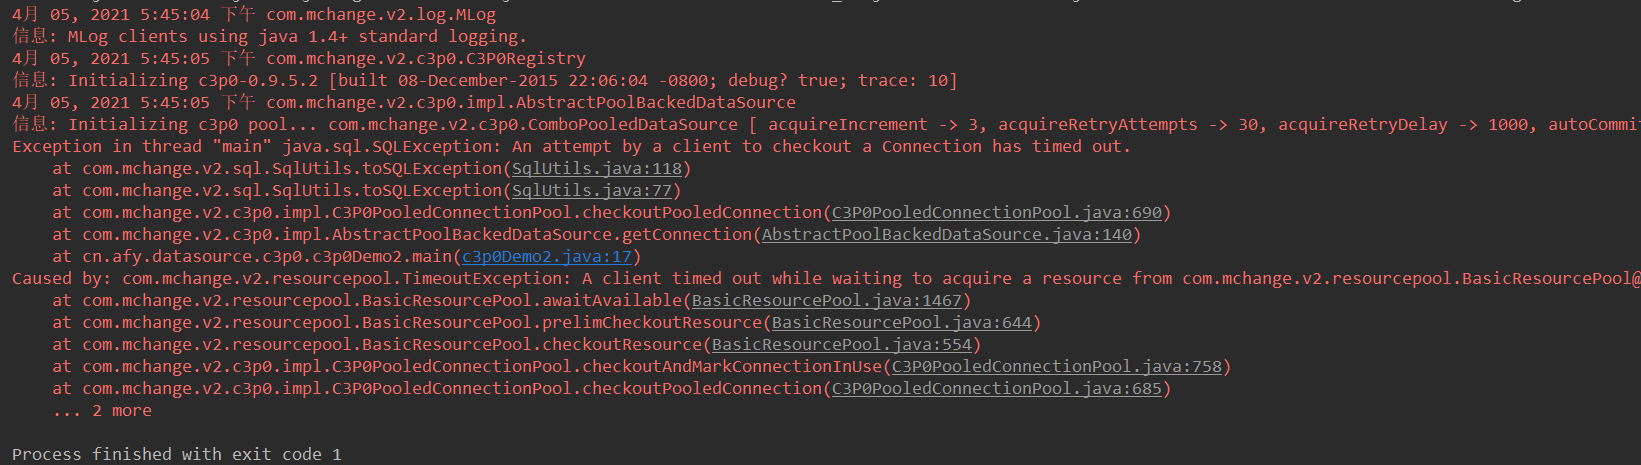 4月 05, 2021 5:45:04 下午 com.mchange.v2.log.MLog
信息: MLog clients using java 1.4+ standard logging.
4月 05, 2021 5:45:05 下午 com.mchange.v2.c3p0.C3P0Registry
信息: Initializing c3p0-0.9.5.2 [built 08-December-2015 22:06:04 -0800; debug? true; trace: 10]
4月 05, 2021 5:45:05 下午 com.mchange.v2.c3p0.impl.AbstractPoolBackedDataSource
信息: Initializing c3p0 pool... com.mchange.v2.c3p0.ComboPooledDataSource [ acquireIncrement -> 3, acquireRetryAttempts -> 30, acquireRetryDelay -> 1000, autoCommit
Exception in thread "main" java.sql.SQLException: An attempt by a client to checkout a Connection has timed out.
at com.mchange.v2.sql.SqlUtils.toSQLException(SqlUtils.java:118)
at com.mchange.v2.sql.SqlUtils.toSQLException(SqlUtils.java:77)
at com.mchange.v2.c3p0.impl.C3P0PooledConnectionPool.checkoutPooledConnection(C3P0PooledConnectionPool.java:690)
at com.mchange.v2.c3p0.impl.AbstractPoolBackedDataSource.getConnection(AbstractPoolBackedDataSource.java:140)
at cn.afy.datasource.c3p0.c3p0Demo2.main(c3p0Demo2.java:17)
Caused by: com.mchange.v2.resourcepool.TimeoutException: A client timed out while waiting to acquire a resource from com.mchange.v2.resourcepool.BasicResourcePool@
at com.mchange.v2.resourcepool.BasicResourcePool.awaitAvailable(BasicResourcePool.java:1467)
at com.mchange.v2.resourcepool.BasicResourcePool.prelimCheckoutResource(BasicResourcePool.java:644)
at com.mchange.v2.resourcepool.BasicResourcePool.checkoutResource(BasicResourcePool.java:554)
at com.mchange.v2.c3p0.impl.C3P0PooledConnectionPool.checkoutAndMarkConnectionInUse(C3P0PooledConnectionPool.java:758)
at com.mchange.v2.c3p0.impl.C3P0PooledConnectionPool.checkoutPooledConnection(C3P0PooledConnectionPool.java:685)
... 2 more
Process finished with exit code 1